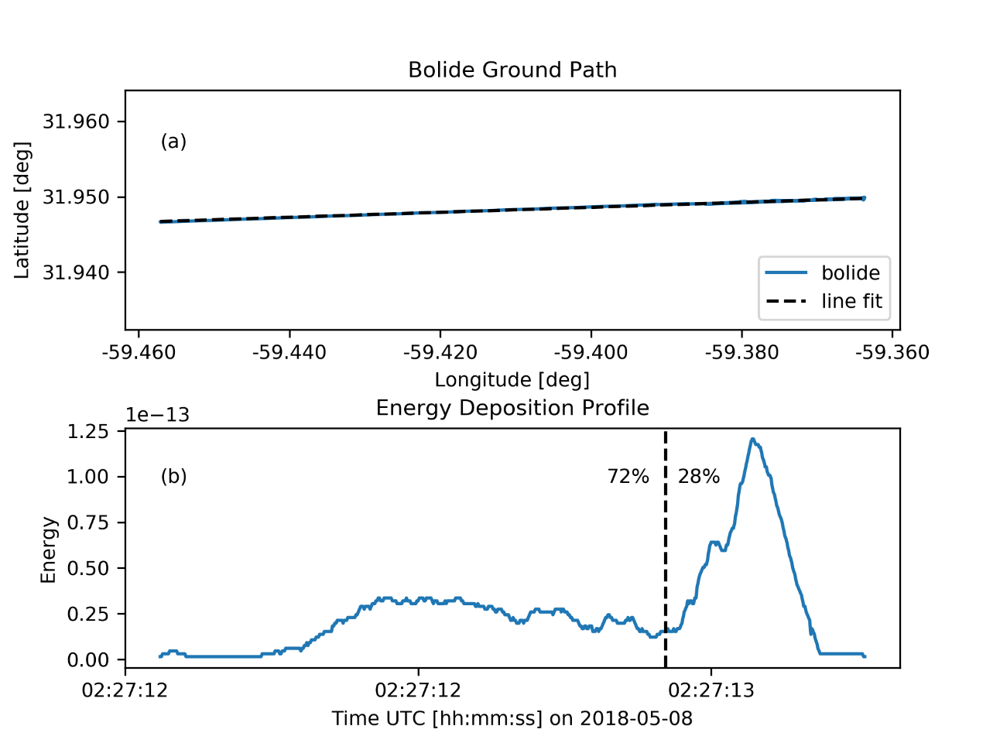 Bolide Ground Path
31.960
31.950
31.940
Latitude [deg]
(a)
bolide
line fit
-59.460 -59.440 -59.420 -59.400 -59.380 -59.360
Longitude [deg]
1e−13
Energy Deposition Profile
1.25
1.00
0.75
0.50
0.25
0.00
Energy
(b)
72% 28%
02:27:12 02:27:12 02:27:13
Time UTC [hh:mm:ss] on 2018-05-08